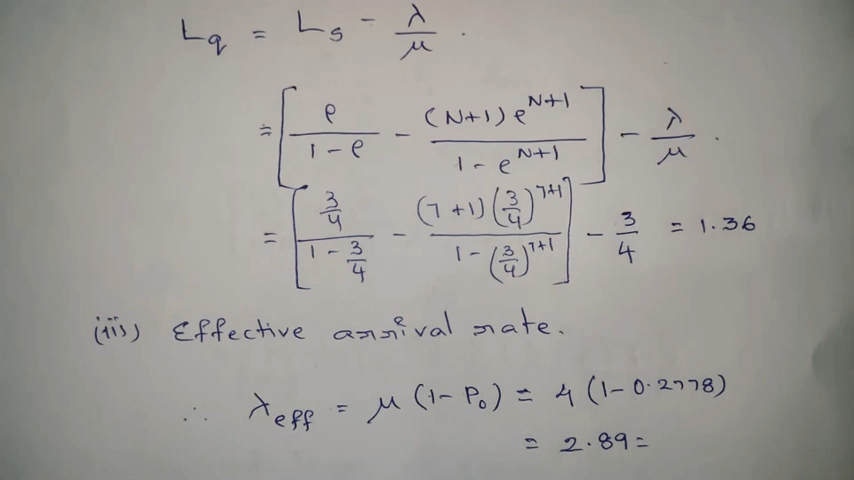 Lq = Ls - λ/μ .
= [ρ/(1-ρ) - (N+1)ρ^(N+1)/(1-ρ^(N+1))] - λ/μ .
= [(3/4)/(1-3/4) - (7+1)(3/4)^(7+1)/(1-(3/4)^(7+1))] - 3/4 = 1.36
(iii) Effective arrival rate.
∴ λeff = μ(1-P₀) = 4(1-0.2778)
= 2.89=